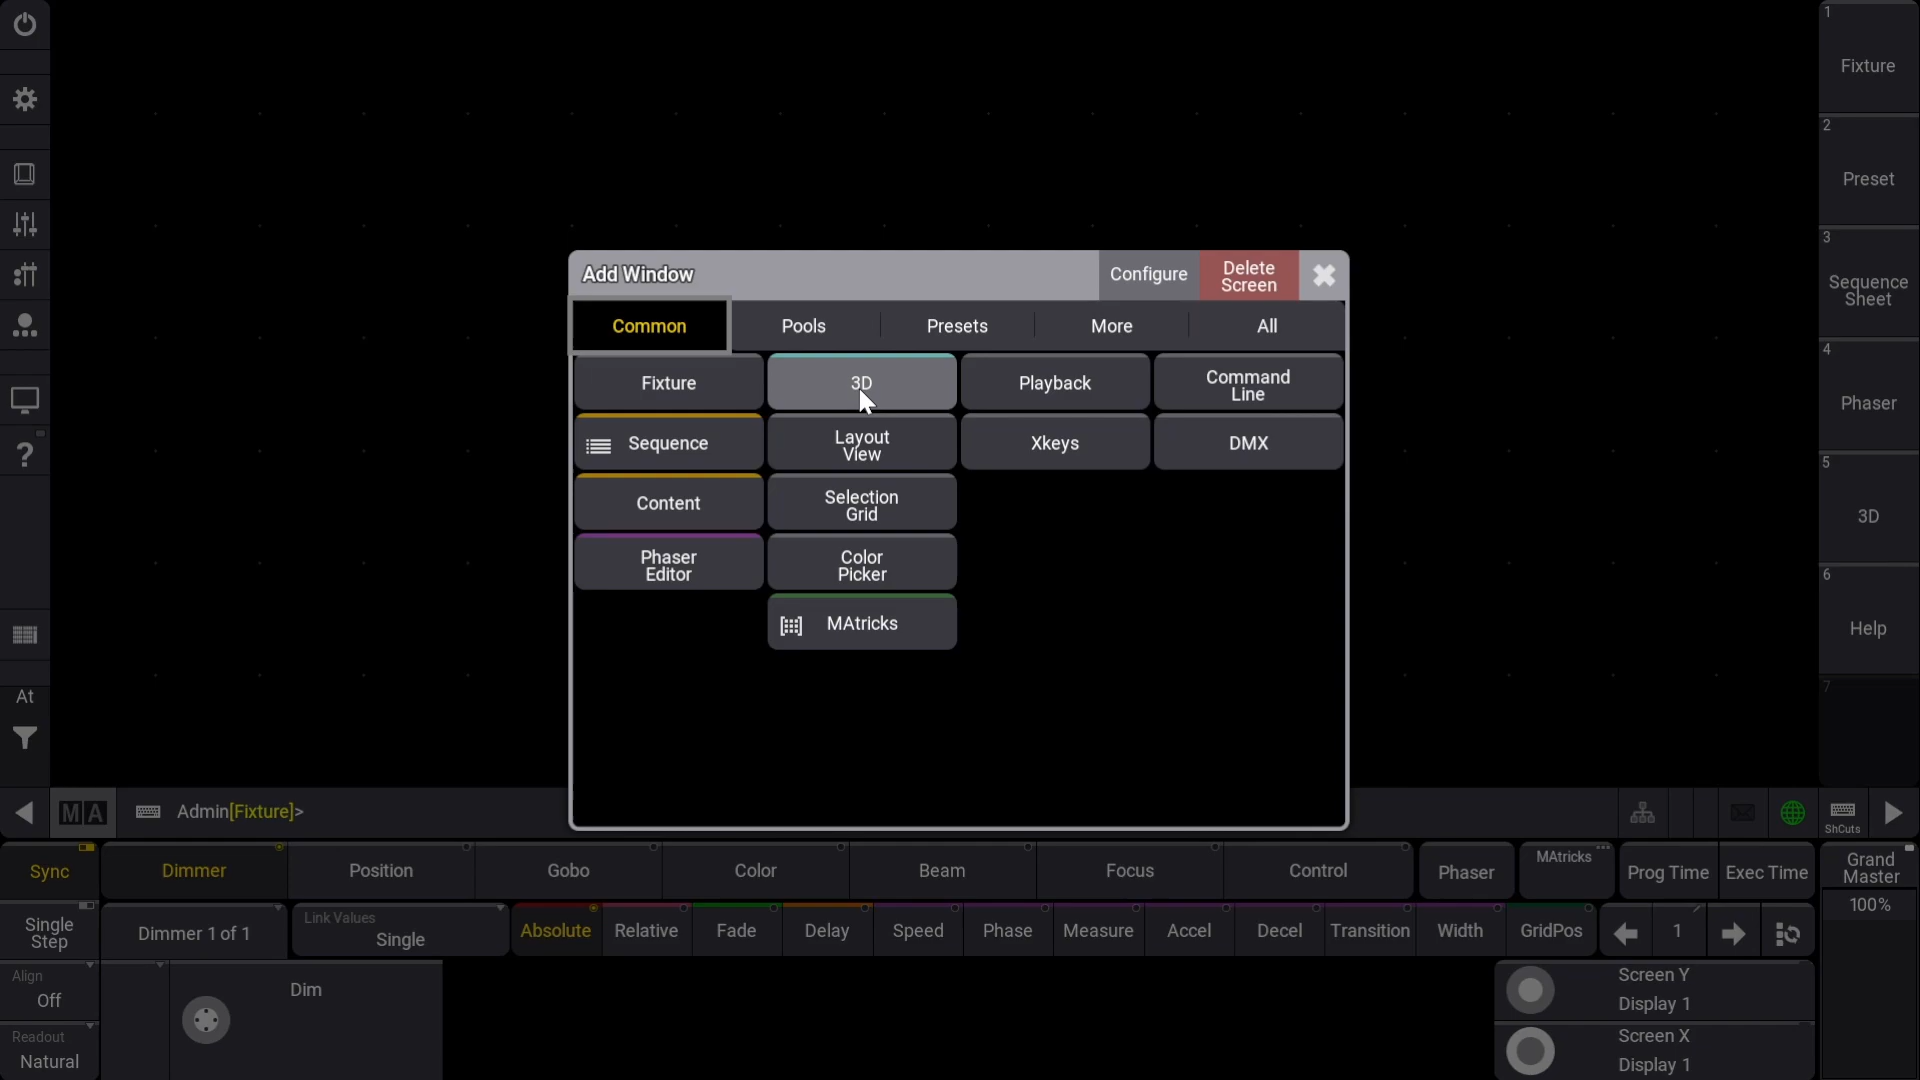 Add Window
Configure
Delete
Screen
Common
Pools
Presets
More
All
Fixture
3D
Playback
Command
Line
Sequence
Layout
View
Xkeys
DMX
Content
Selection
Grid
Phaser
Editor
Color
Picker
MAtricks
1
Fixture
2
Preset
3
Sequence
Sheet
4
Phaser
5
3D
6
Help
7
?
At
MA
Admin[Fixture]>
ShCuts
Sync
Dimmer
Position
Gobo
Color
Beam
Focus
Control
Phaser
MAtricks
Prog Time
Exec Time
Grand
Master
100%
Single
Step
Dimmer 1 of 1
Link Values
Single
Absolute
Relative
Fade
Delay
Speed
Phase
Measure
Accel
Decel
Transition
Width
GridPos
1
Align
Off
Dim
Readout
Natural
Screen Y
Display 1
Screen X
Display 1